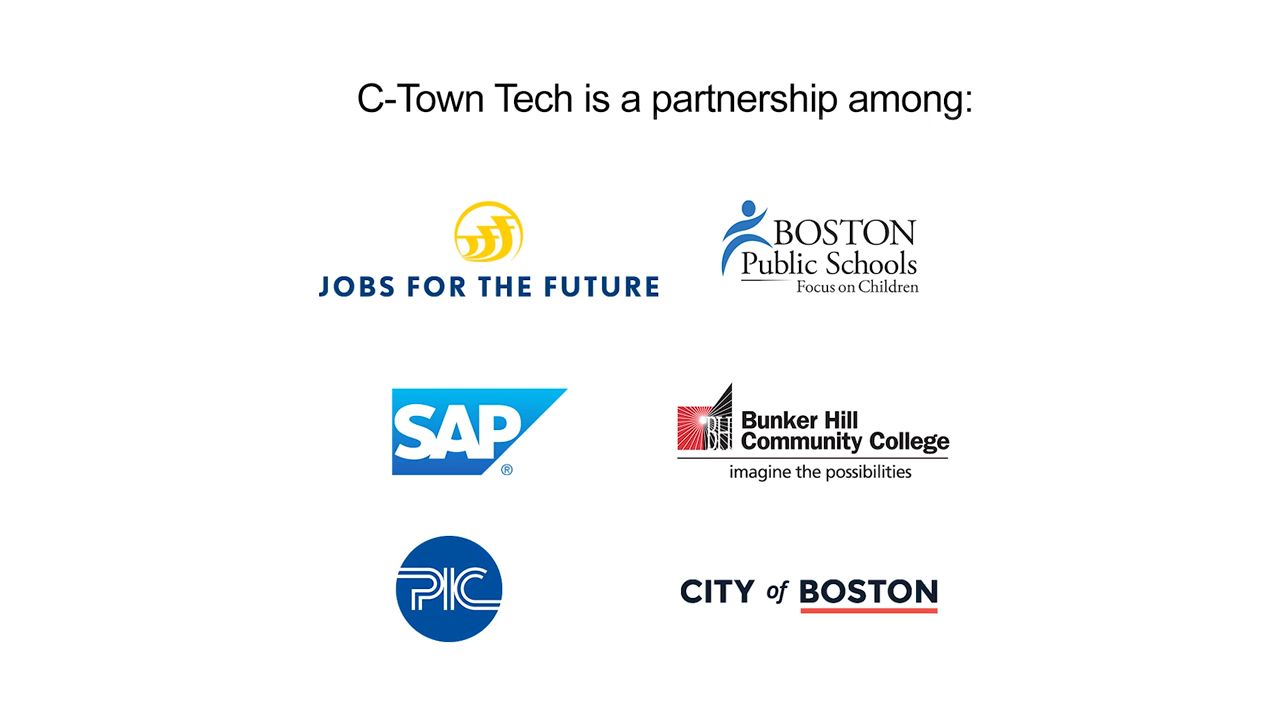 C-Town Tech is a partnership among:
JOBS FOR THE FUTURE
BOSTON
Public Schools
Focus on Children
SAP
®
Bunker Hill
Community College
imagine the possibilities
PIC
CITY of BOSTON